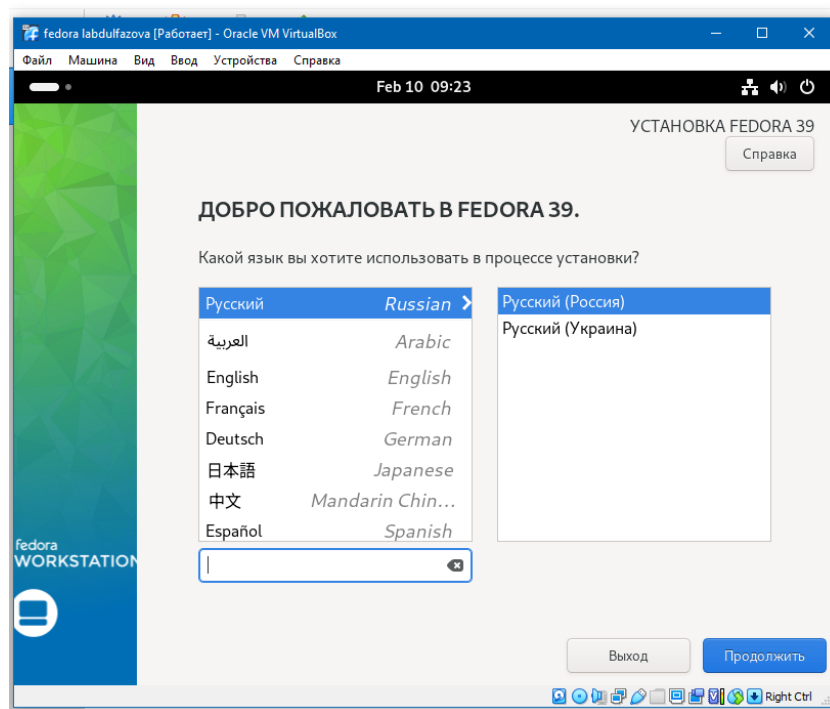 fedora labdulfazova [Работает] - Oracle VM VirtualBox
Файл Машина Вид Ввод Устройства Справка
Feb 10 09:23
УСТАНОВКА FEDORA 39
Справка
ДОБРО ПОЖАЛОВАТЬ В FEDORA 39.
Какой язык вы хотите использовать в процессе установки?
Русский Russian
العربية Arabic
English English
Français French
Deutsch German
日本語 Japanese
中文 Mandarin Chin...
Español Spanish
Русский (Россия)
Русский (Украина)
fedora
WORKSTATION
Выход Продолжить
Right Ctrl